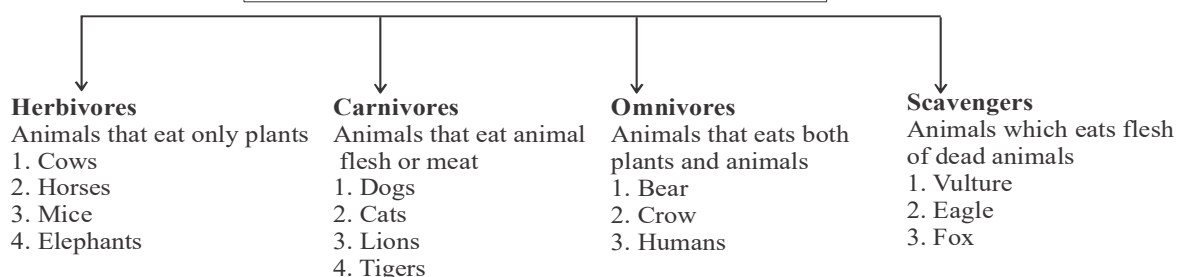 Herbivores
Animals that eat only plants
1. Cows
2. Horses
3. Mice
4. Elephants
Carnivores
Animals that eat animal
flesh or meat
1. Dogs
2. Cats
3. Lions
4. Tigers
Omnivores
Animals that eats both
plants and animals
1. Bear
2. Crow
3. Humans
Scavengers
Animals which eats flesh
of dead animals
1. Vulture
2. Eagle
3. Fox